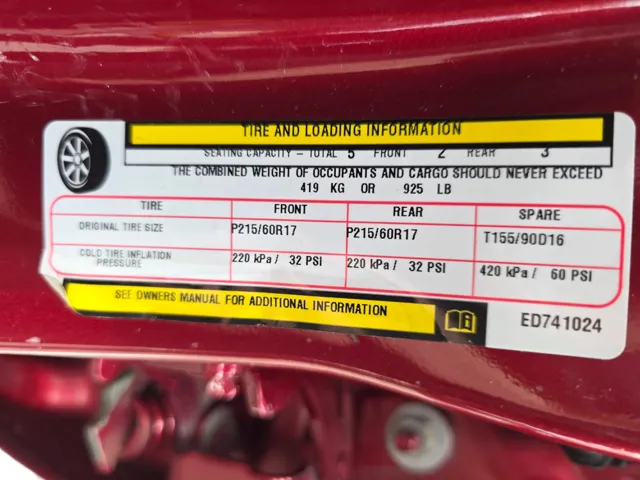 TIRE AND LOADING INFORMATION
SEATING CAPACITY - TOTAL 5 FRONT 2 REAR 3
THE COMBINED WEIGHT OF OCCUPANTS AND CARGO SHOULD NEVER EXCEED
419 KG OR 925 LB
TIRE FRONT REAR SPARE
ORIGINAL TIRE SIZE P215/60R17 P215/60R17 T155/90D16
COLD TIRE INFLATION PRESSURE 220 kPa / 32 PSI 220 kPa / 32 PSI 420 kPa / 60 PSI
SEE OWNERS MANUAL FOR ADDITIONAL INFORMATION
ED741024